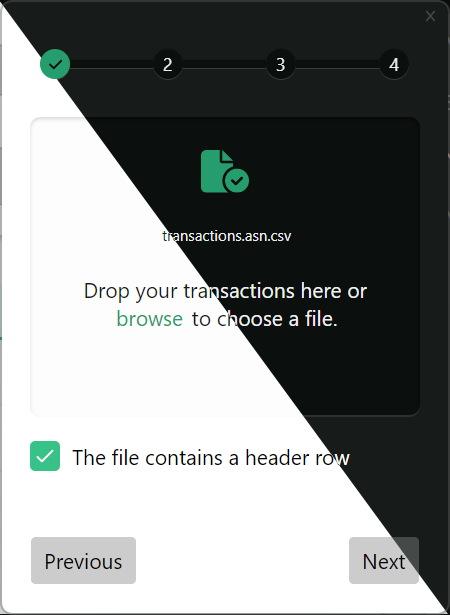 x
2 3 4
transactions.asn.csv
Drop your transactions here or
browse to choose a file.
The file contains a header row
Previous Next